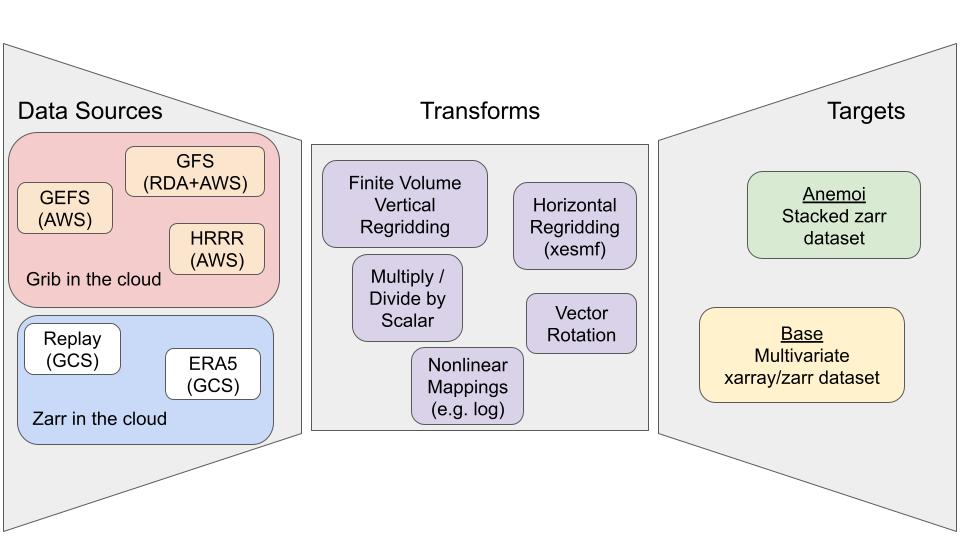 Data Sources
GFS
(RDA+AWS)
GEFS
(AWS)
HRRR
(AWS)
Grib in the cloud
Replay
(GCS)
ERA5
(GCS)
Zarr in the cloud
Transforms
Finite Volume
Vertical
Regridding
Horizontal
Regridding
(xesmf)
Multiply /
Divide by
Scalar
Vector
Rotation
Nonlinear
Mappings
(e.g. log)
Targets
Anemoi
Stacked zarr
dataset
Base
Multivariate
xarray/zarr dataset